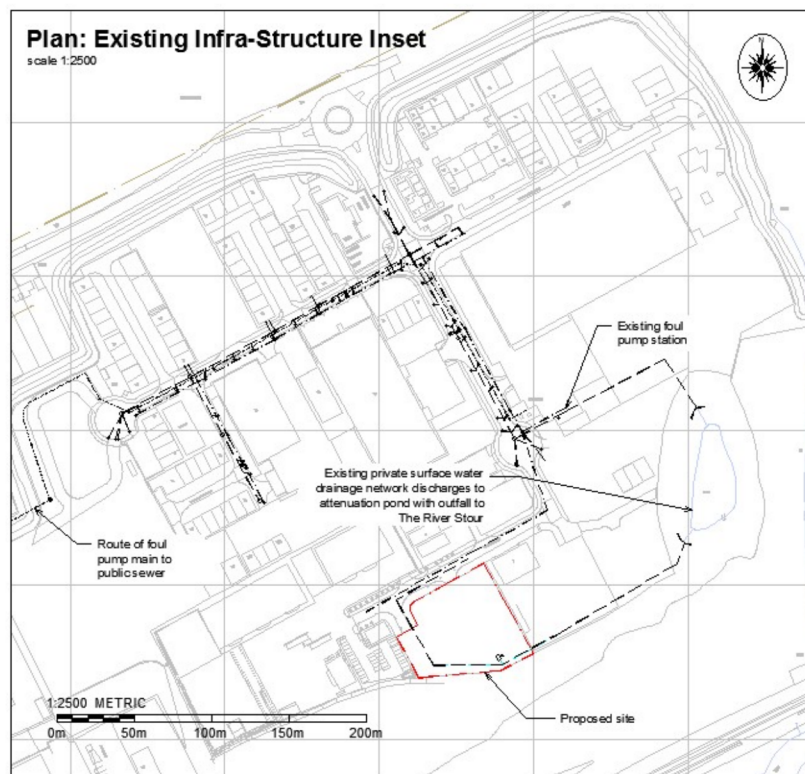 Plan: Existing Infra-Structure Inset
scale 1:2500
N
Existing foul
pump station
Existing private surface water
drainage network discharges to
attenuation pond with outfall to
The River Stour
Route of foul
pump main to
public sewer
1:2500 METRIC
0m 50m 100m 150m 200m
Proposed site